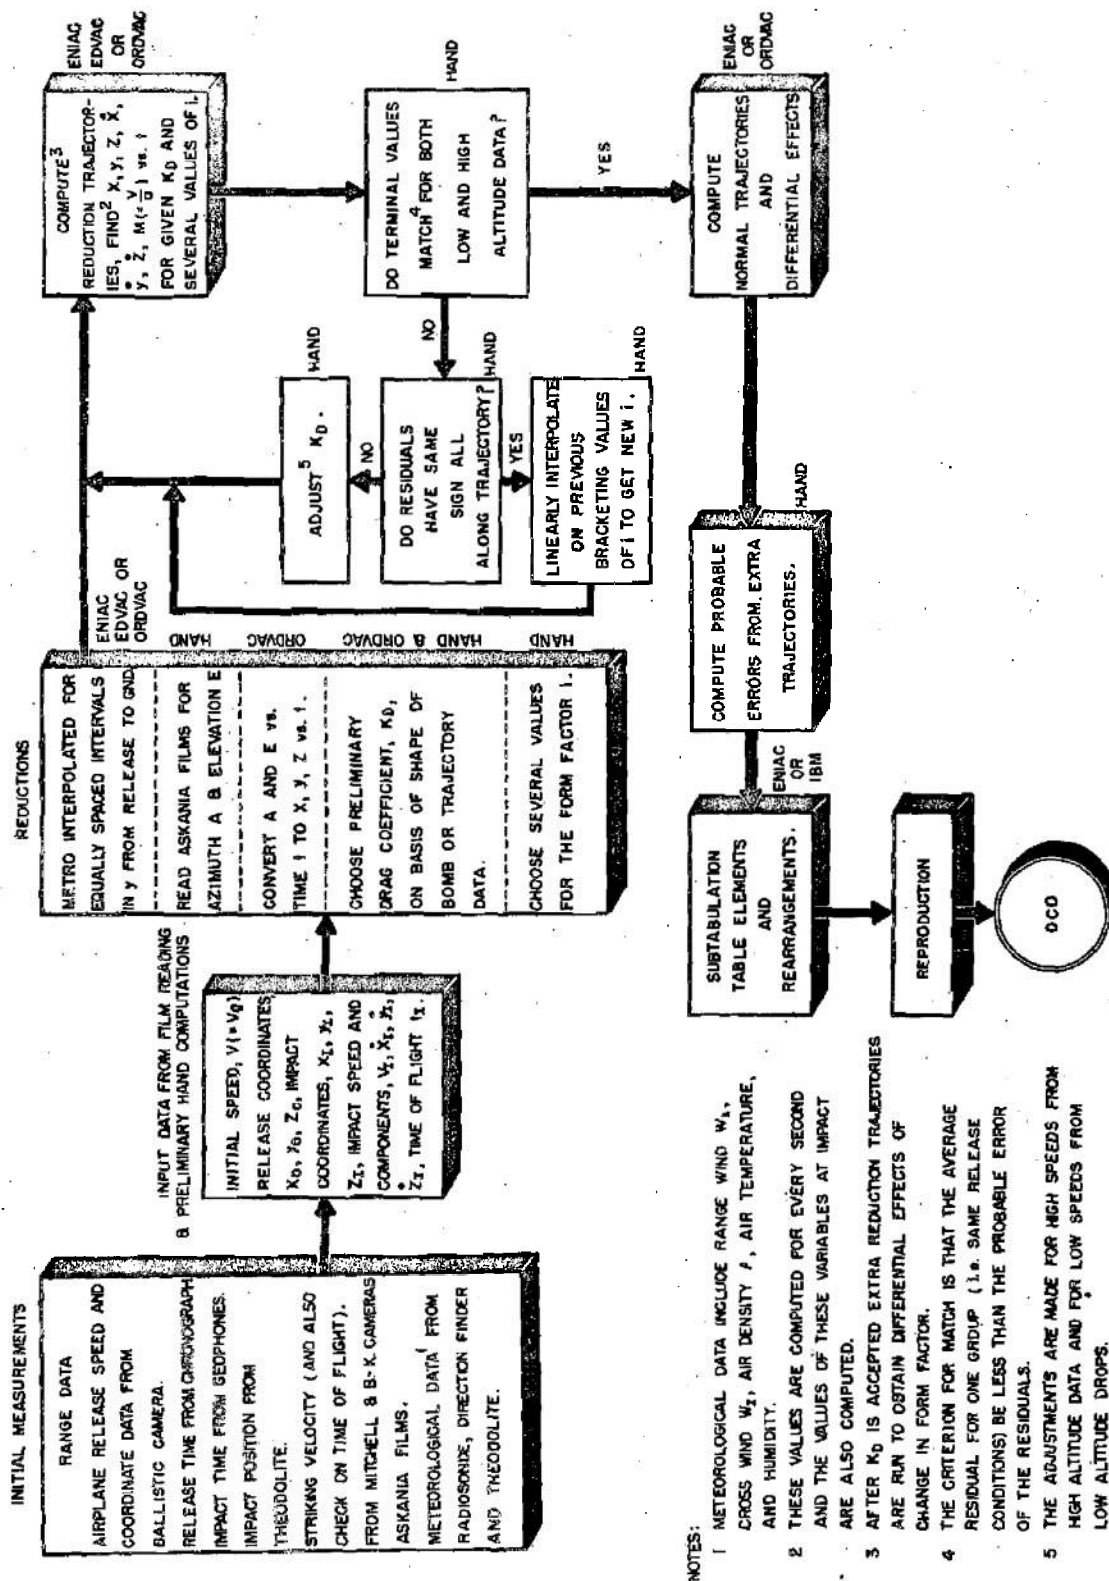 INITIAL MEASUREMENTS
RANGE DATA
AIRPLANE RELEASE SPEED AND
COORDINATE DATA FROM
BALLISTIC CAMERA.
RELEASE TIME FROM CHRONOGRAPH
IMPACT TIME FROM GEOPHONES.
IMPACT POSITION FROM
THEODOLITE.
STRIKING VELOCITY (AND ALSO
CHECK ON TIME OF FLIGHT).
FROM MITCHELL & B-K CAMERAS
ASKANIA FILMS.
METEOROLOGICAL DATA¹ FROM
RADIOSONDE, DIRECTION FINDER
AND THEODOLITE.
INPUT DATA FROM FILM READING
& PRELIMINARY HAND COMPUTATIONS
INITIAL SPEED, V(=V₀)
RELEASE COORDINATES
X₀, y₀, Z₀, IMPACT
COORDINATES, X_I, y_I,
Z_I, IMPACT SPEED AND
COMPONENTS, V_I, Ẋ_I, ẏ_I,
Ż_I, TIME OF FLIGHT t_I.
REDUCTIONS
METRO INTERPOLATED FOR
EQUALLY SPACED INTERVALS
IN y FROM RELEASE TO GND
ENIAC
EDVAC OR
ORDVAC
READ ASKANIA FILMS FOR
AZIMUTH A & ELEVATION E
HAND
CONVERT A AND E vs.
TIME t TO X, y, Z vs. t.
ORDVAC
CHOOSE PRELIMINARY
DRAG COEFFICIENT, K_D,
ON BASIS OF SHAPE OF
BOMB OR TRAJECTORY
DATA.
HAND & ORDVAC
HAND
CHOOSE SEVERAL VALUES
FOR THE FORM FACTOR i.
HAND
COMPUTE³
REDUCTION TRAJECTOR-
IES, FIND² X, y, Z, Ẋ,
ẏ, Ż, M(=V/a) vs. t
FOR GIVEN K_D AND
SEVERAL VALUES OF i.
ENIAC
EDVAC
OR
ORDVAC
DO TERMINAL VALUES
MATCH⁴ FOR BOTH
LOW AND HIGH
ALTITUDE DATA?
HAND
NO
YES
DO RESIDUALS
HAVE SAME
SIGN ALL
ALONG TRAJECTORY?
HAND
NO
YES
ADJUST⁵ K_D.
HAND
LINEARLY INTERPOLATE
ON PREVIOUS
BRACKETING VALUES
OF i TO GET NEW i.
HAND
COMPUTE
NORMAL TRAJECTORIES
AND
DIFFERENTIAL EFFECTS
ENIAC
OR
ORDVAC
COMPUTE PROBABLE
ERRORS FROM EXTRA
TRAJECTORIES.
HAND
SUBTABULATION
TABLE ELEMENTS
AND
REARRANGEMENTS.
ENIAC
OR
IBM
REPRODUCTION
OCO
NOTES:
1 METEOROLOGICAL DATA INCLUDE RANGE WIND Wₓ,
CROSS WIND W_z, AIR DENSITY ρ, AIR TEMPERATURE,
AND HUMIDITY.
2 THESE VALUES ARE COMPUTED FOR EVERY SECOND
AND THE VALUES OF THESE VARIABLES AT IMPACT
ARE ALSO COMPUTED.
3 AFTER K_D IS ACCEPTED EXTRA REDUCTION TRAJECTORIES
ARE RUN TO OBTAIN DIFFERENTIAL EFFECTS OF
CHANGE IN FORM FACTOR.
4 THE CRITERION FOR MATCH IS THAT THE AVERAGE
RESIDUAL FOR ONE GROUP (i.e. SAME RELEASE
CONDITIONS) BE LESS THAN THE PROBABLE ERROR
OF THE RESIDUALS.
5 THE ADJUSTMENTS ARE MADE FOR HIGH SPEEDS FROM
HIGH ALTITUDE DATA AND FOR LOW SPEEDS FROM
LOW ALTITUDE DROPS.